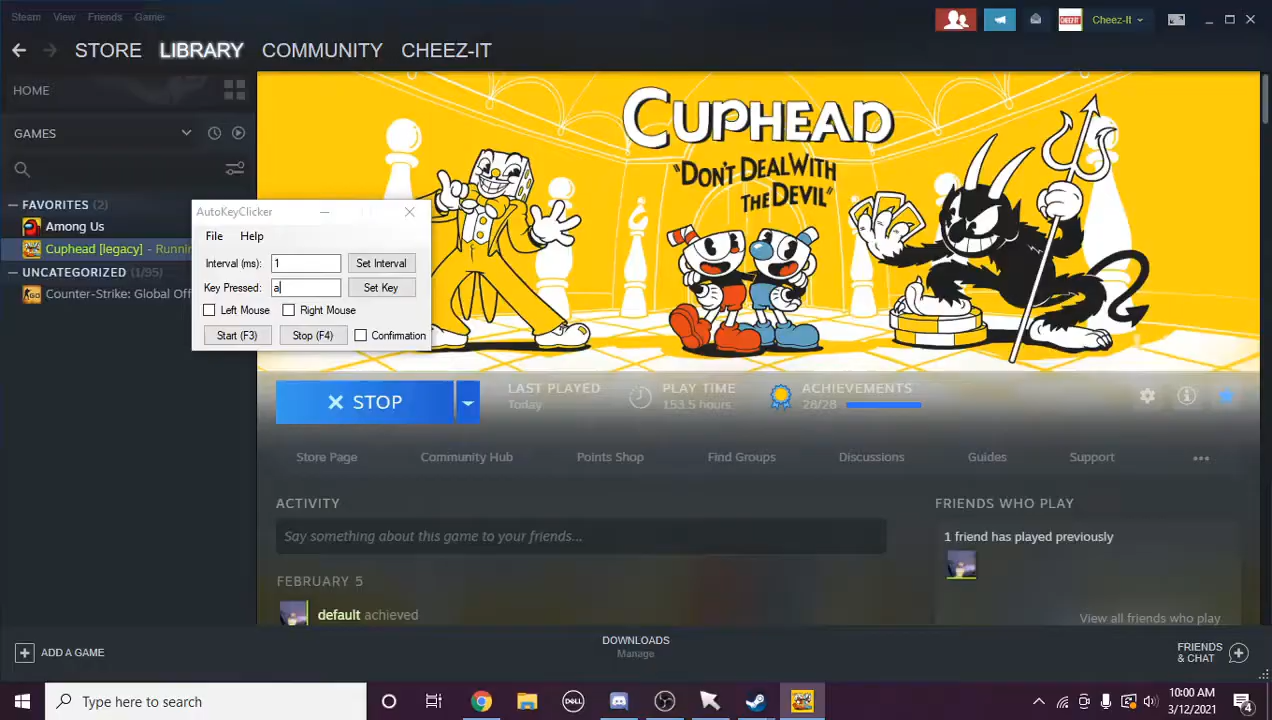 Steam View Friends Games
Cheez-It
STORE LIBRARY COMMUNITY CHEEZ-IT
HOME
GAMES
FAVORITES (2)
Among Us
Cuphead [legacy] - Runnin
UNCATEGORIZED (1/95)
Counter-Strike: Global Off
AutoKeyClicker
File Help
Interval (ms): 1 Set Interval
Key Pressed: a Set Key
Left Mouse Right Mouse
Start (F3) Stop (F4) Confirmation
CUPHEAD
"DON'T DEAL WITH
THE DEVIL"
STOP
LAST PLAYED
Today
PLAY TIME
153.5 hours
ACHIEVEMENTS
28/28
Store Page Community Hub Points Shop Find Groups Discussions Guides Support
ACTIVITY
Say something about this game to your friends...
FEBRUARY 5
default achieved
FRIENDS WHO PLAY
1 friend has played previously
View all friends who play
ADD A GAME
DOWNLOADS
Manage
FRIENDS
& CHAT
Type here to search
DELL
10:00 AM
3/12/2021
4